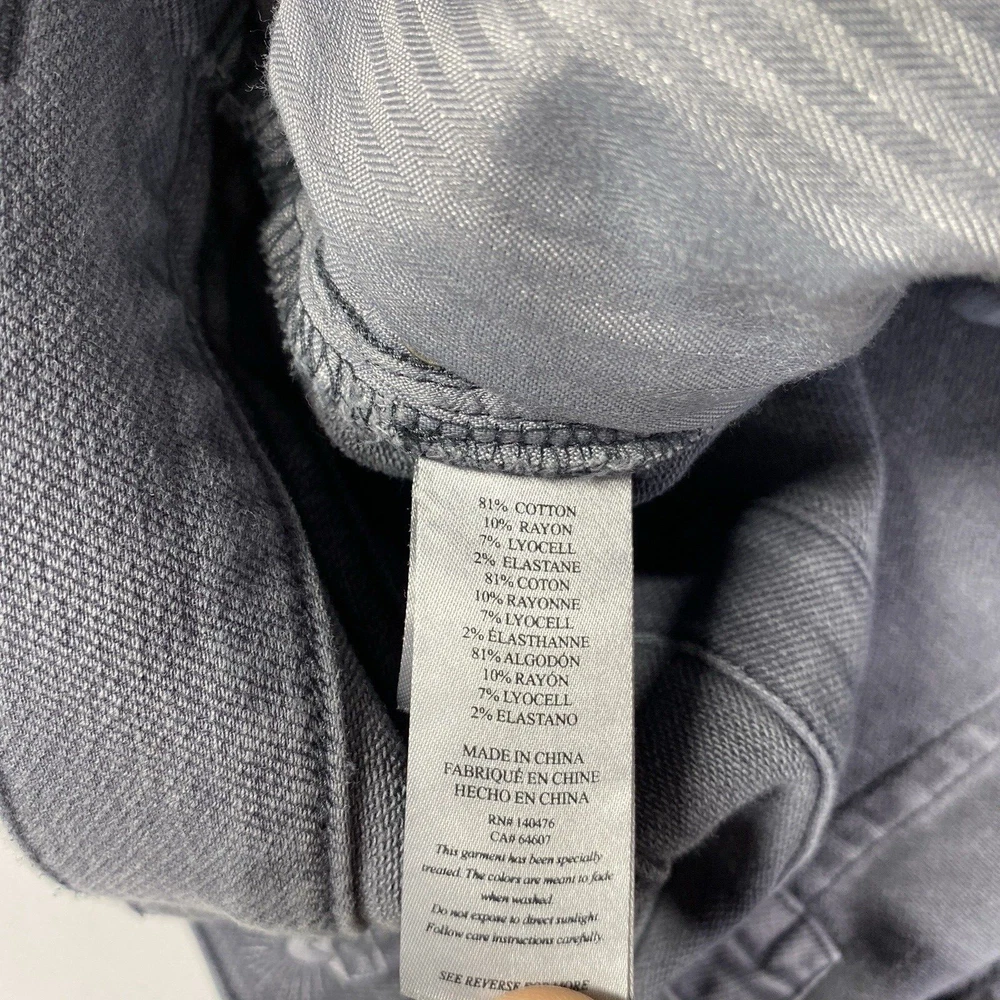 81% COTTON
10% RAYON
7% LYOCELL
2% ELASTANE
81% COTON
10% RAYONNE
7% LYOCELL
2% ÉLASTHANNE
81% ALGODÓN
10% RAYÓN
7% LYOCELL
2% ELASTANO
MADE IN CHINA
FABRIQUÉ EN CHINE
HECHO EN CHINA
RN# 140476
CA# 64607
This garment has been specially
treated. The colors are meant to fade
when washed.
Do not expose to direct sunlight.
Follow care instructions carefully.
SEE REVERSE FOR MORE